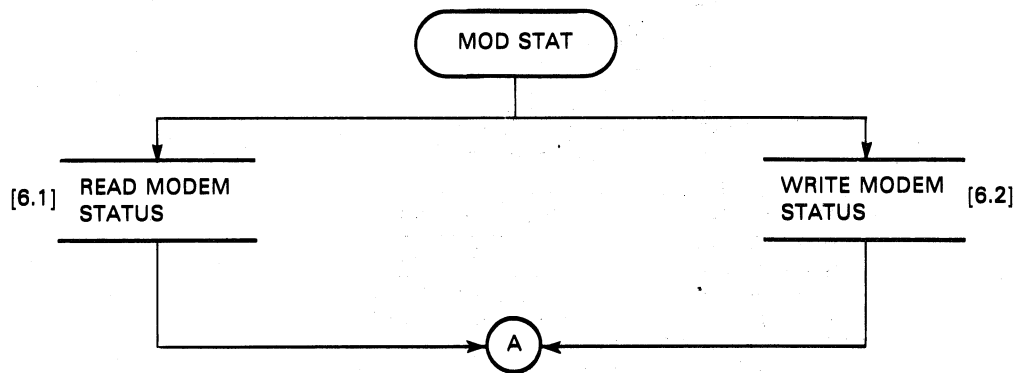 MOD STAT
[6.1]
READ MODEM
STATUS
WRITE MODEM
STATUS
[6.2]
A